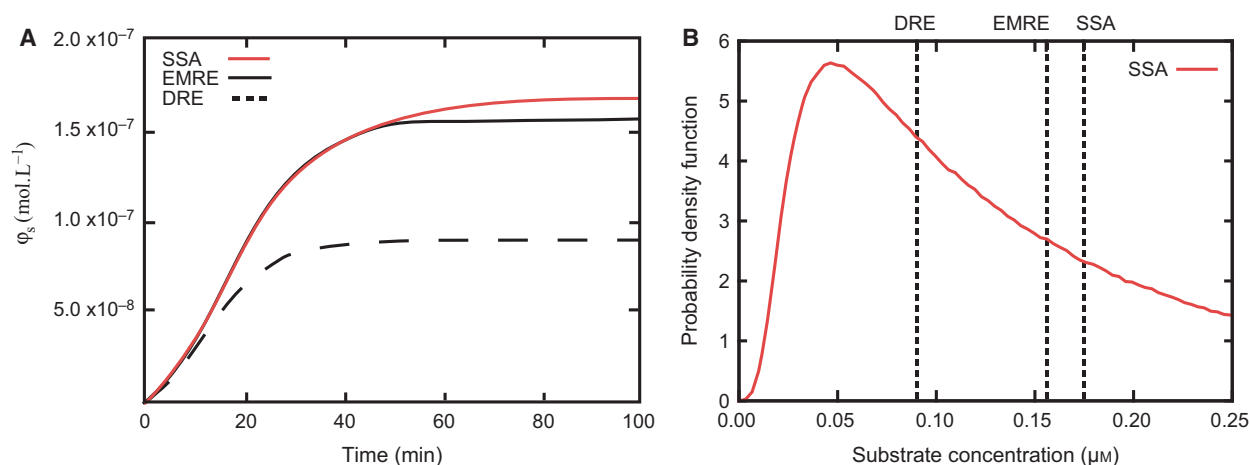 A
2.0 x10⁻⁷
1.5 x10⁻⁷
1.0 x10⁻⁷
5.0 x10⁻⁸
φs (mol.L⁻¹)
SSA
EMRE
DRE
0 20 40 60 80 100
Time (min)
B
DRE EMRE SSA
6
5
4
3
2
1
0
Probability density function
SSA
0.00 0.05 0.10 0.15 0.20 0.25
Substrate concentration (μM)